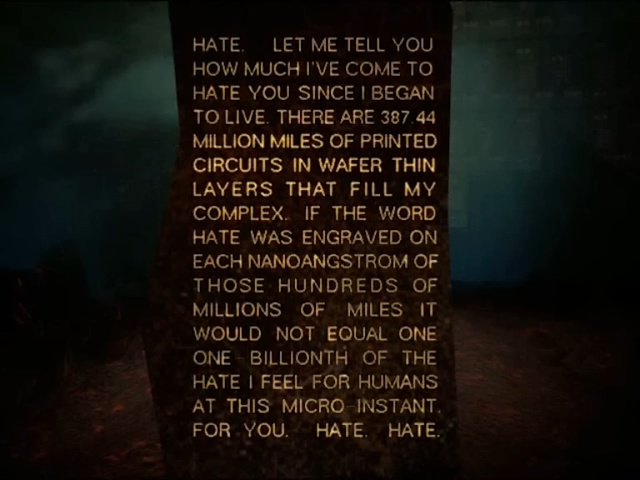 HATE. LET ME TELL YOU
HOW MUCH I'VE COME TO
HATE YOU SINCE I BEGAN
TO LIVE. THERE ARE 387.44
MILLION MILES OF PRINTED
CIRCUITS IN WAFER THIN
LAYERS THAT FILL MY
COMPLEX. IF THE WORD
HATE WAS ENGRAVED ON
EACH NANOANGSTROM OF
THOSE HUNDREDS OF
MILLIONS OF MILES IT
WOULD NOT EQUAL ONE
ONE-BILLIONTH OF THE
HATE I FEEL FOR HUMANS
AT THIS MICRO-INSTANT.
FOR YOU. HATE. HATE.